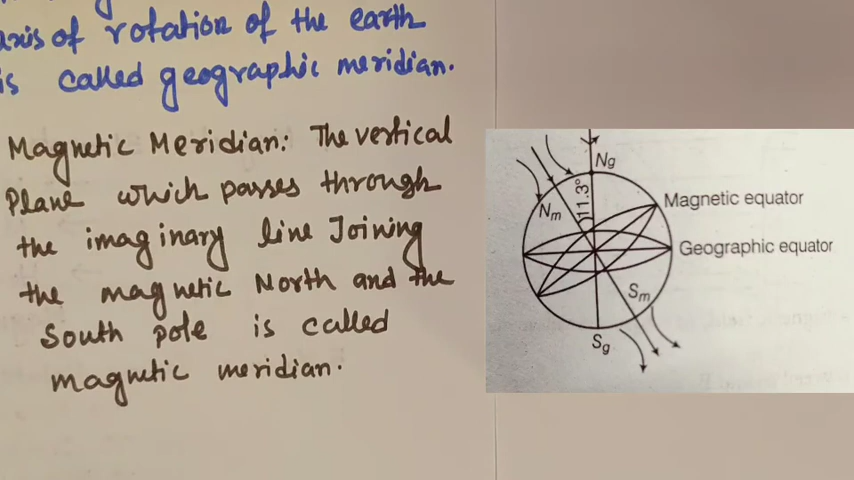 axis of rotation of the earth
is called geographic meridian.
Magnetic Meridian: The vertical
Plane which passes through
the imaginary line Joining
the magnetic North and the
South pole is called
magnetic meridian.
Ng
11.3°
Nm
Magnetic equator
Geographic equator
Sm
Sg